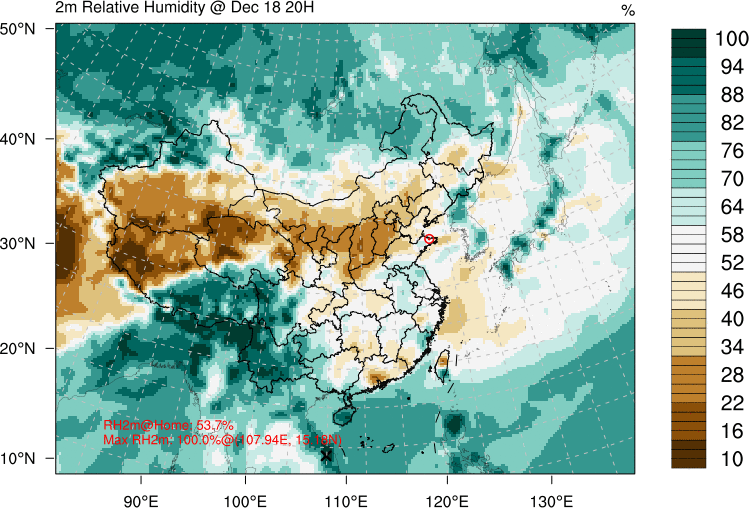 2m Relative Humidity @ Dec 18 20H
%
50°N
40°N
30°N
20°N
10°N
90°E
100°E
110°E
120°E
130°E
RH2m@Home: 53.7%
Max RH2m: 100.0%@(107.94E, 15.18N)
100
94
88
82
76
70
64
58
52
46
40
34
28
22
16
10